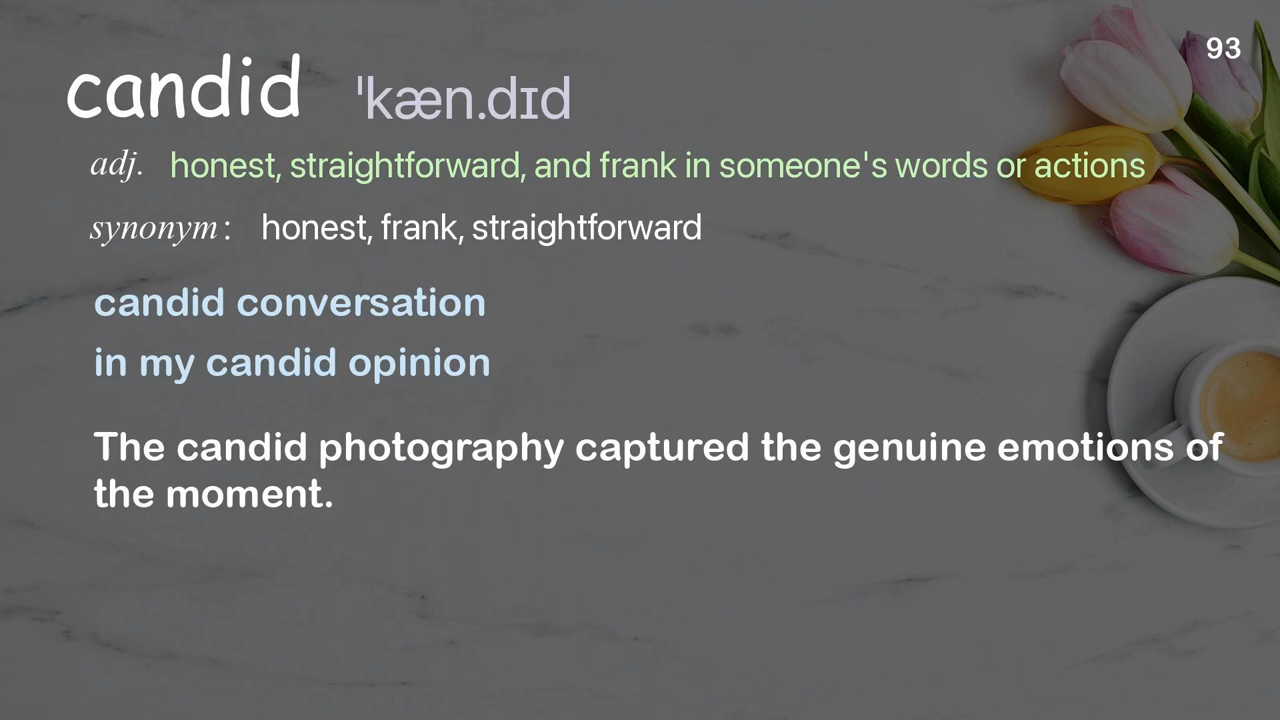 93
candid ˈkæn.dɪd
adj. honest, straightforward, and frank in someone's words or actions
synonym: honest, frank, straightforward
candid conversation
in my candid opinion
The candid photography captured the genuine emotions of
the moment.